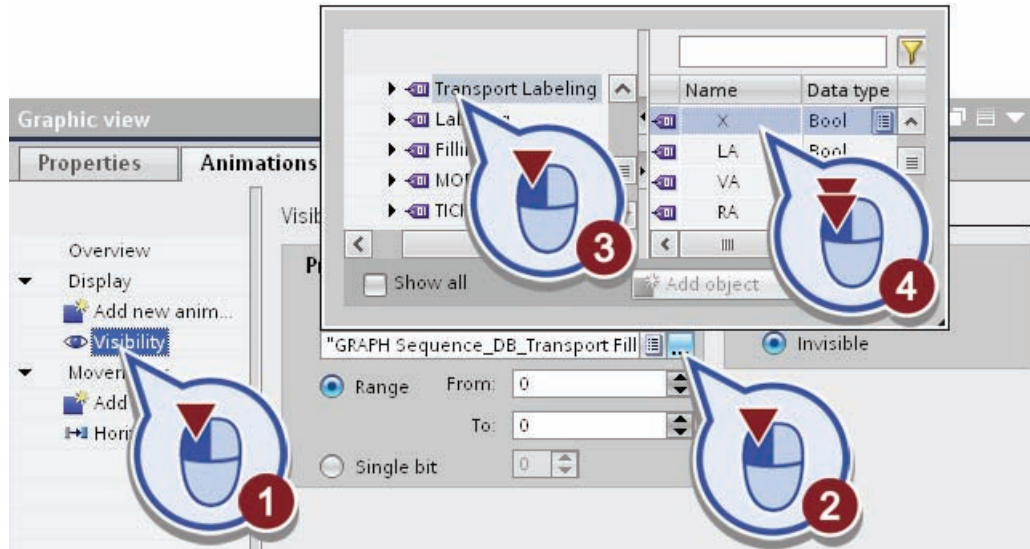 Transport Labeling
Name Data type
X Bool
LA Bool
VA
RA
TICK
Show all
Add object
Graphic view
Properties Animations
Overview
Display
Add new anim...
Visibility
Add
"GRAPH Sequence_DB_Transport Fill
...
Range From: 0
To: 0
Single bit 0
Invisible
1
2
3
4